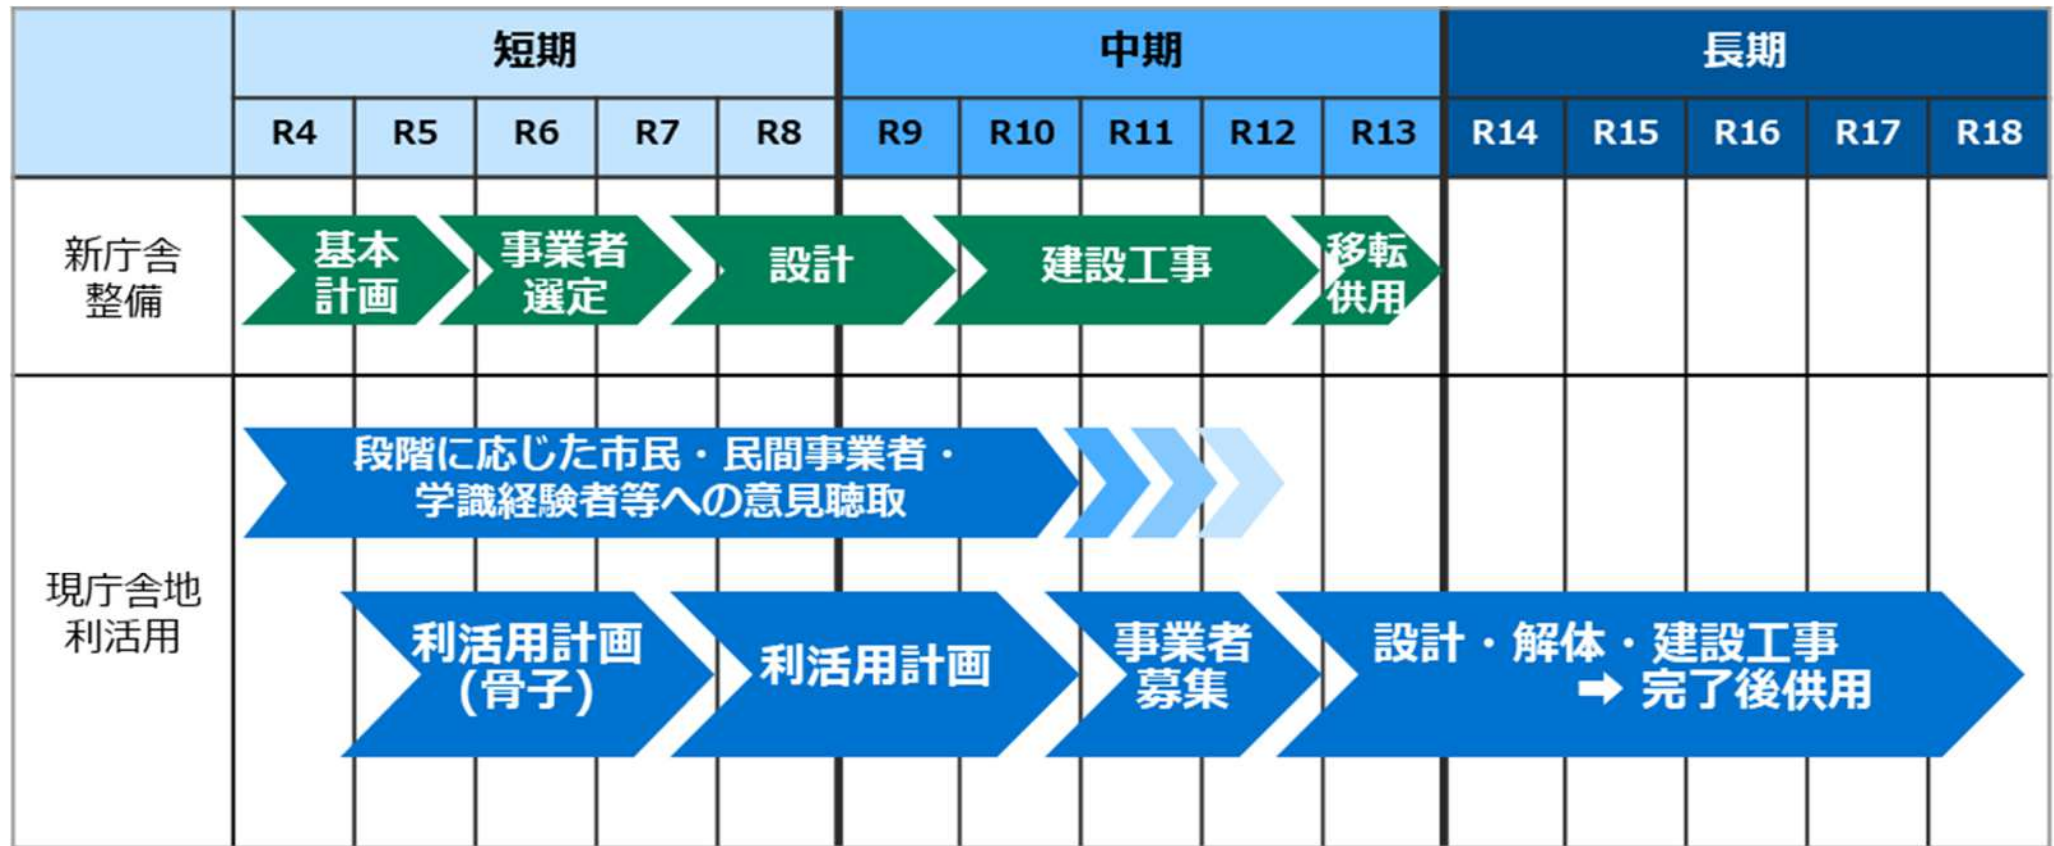 短期
中期
長期
R4
R5
R6
R7
R8
R9
R10
R11
R12
R13
R14
R15
R16
R17
R18
新庁舎
整備
基本
計画
事業者
選定
設計
建設工事
移転
供用
現庁舎地
利活用
段階に応じた市民・民間事業者・
学識経験者等への意見聴取
利活用計画
(骨子)
利活用計画
事業者
募集
設計・解体・建設工事
➡ 完了後供用